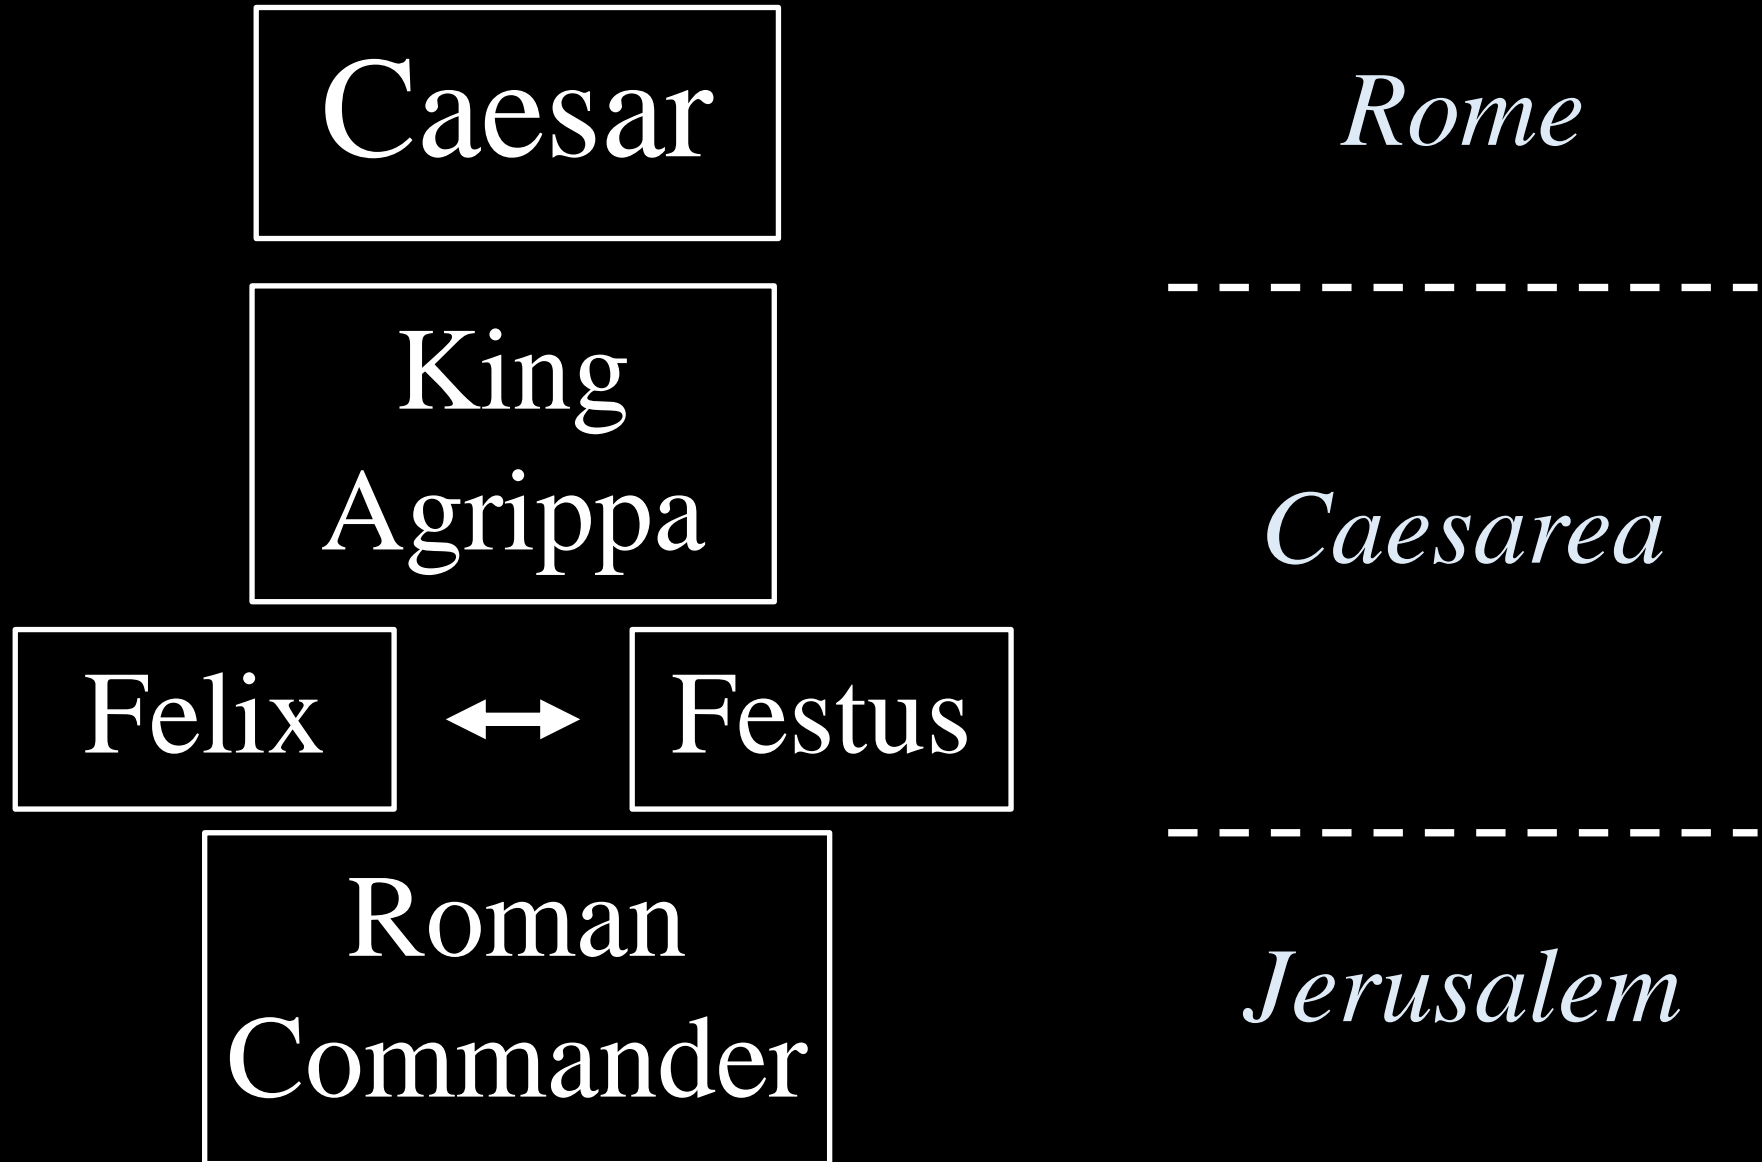 Caesar
Rome
King
Agrippa
Caesarea
Felix
Festus
Roman
Commander
Jerusalem